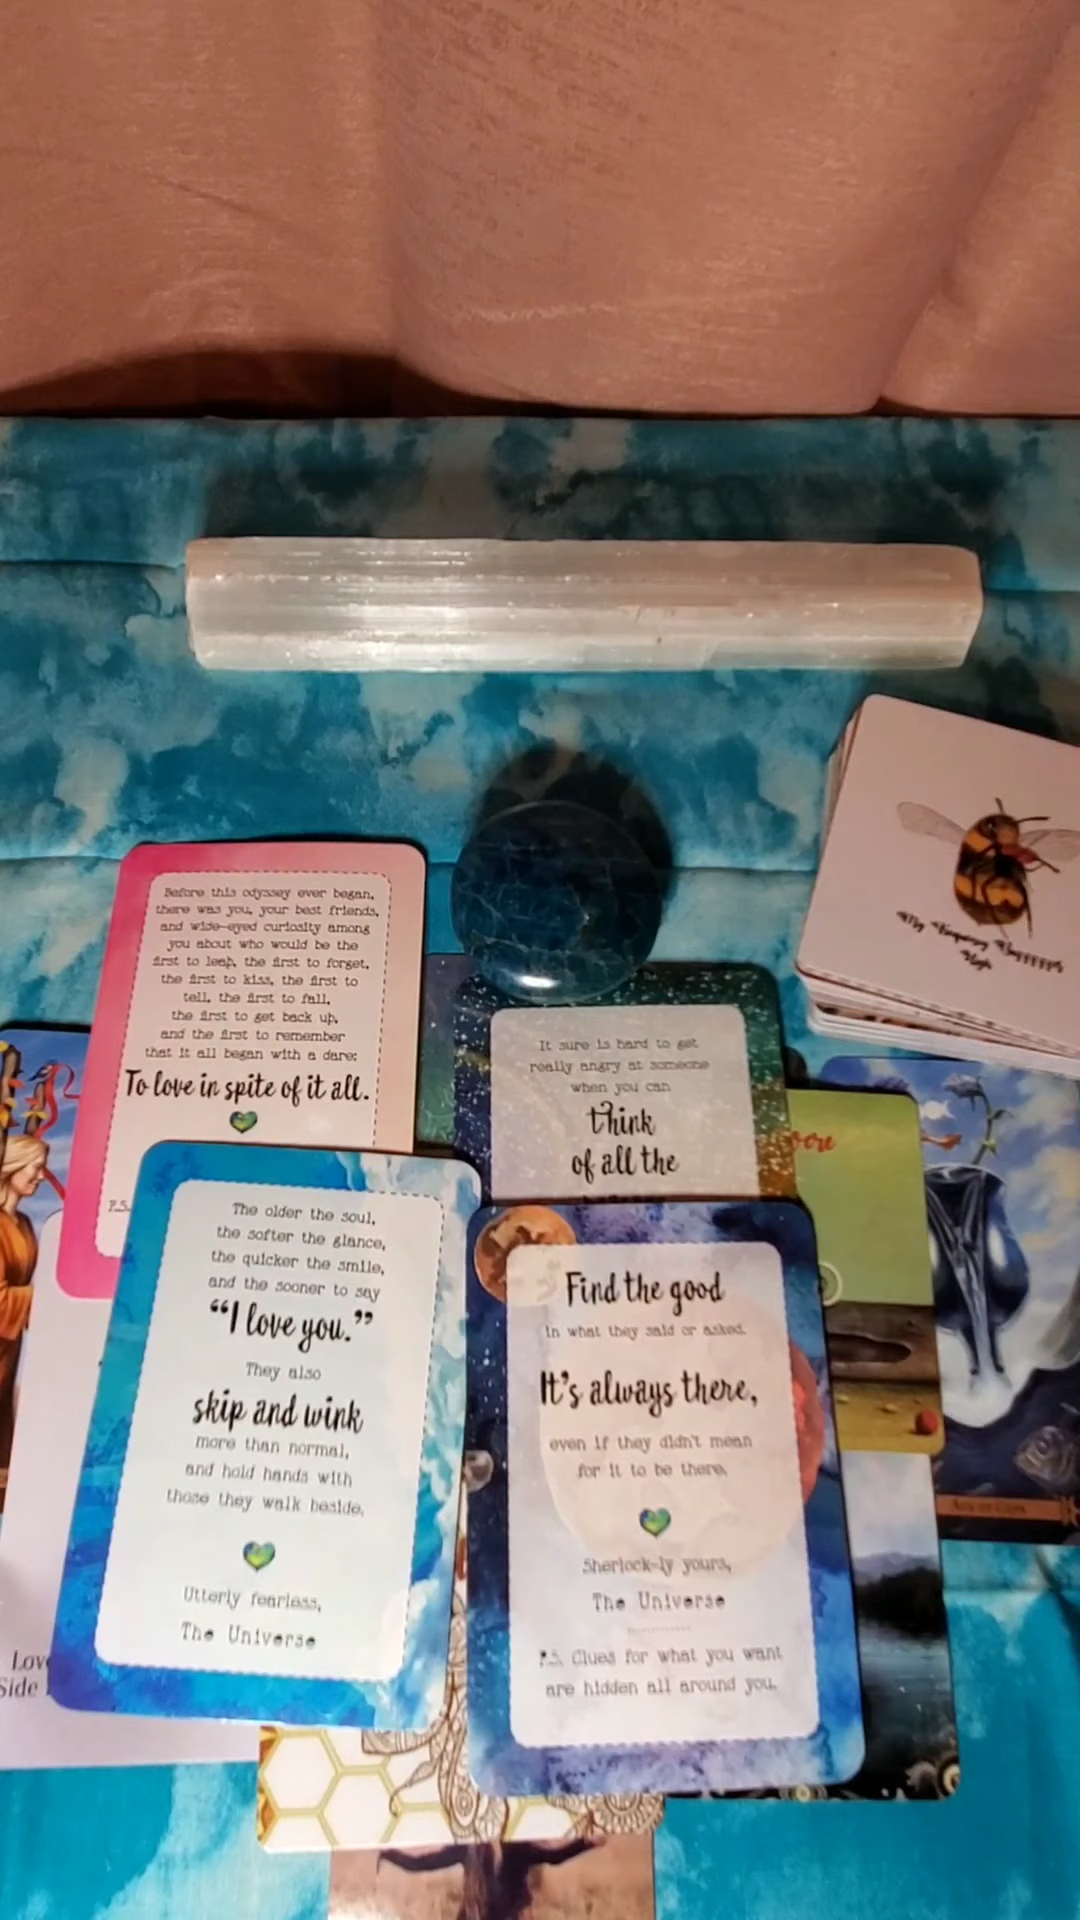 Before this odyssey ever began,
there was you, your best friends,
and wide-eyed curiosity among
you about who would be the
first to leap, the first to forget,
the first to kiss, the first to
tell, the first to fall,
the first to get back up,
and the first to remember
that it all began with a dare:
To love in spite of it all.
P.S.
It sure is hard to get
really angry at someone
when you can
think
of all the
The older the soul,
the softer the glance,
the quicker the smile,
and the sooner to say
“I love you.”
They also
skip and wink
more than normal,
and hold hands with
those they walk beside.
Utterly fearless,
The Universe
Find the good
in what they said or asked.
It's always there,
even if they didn't mean
for it to be there.
Sherlock-ly yours,
The Universe
P.S. Clues for what you want
are hidden all around you.
Love
Side
Ace of Cups